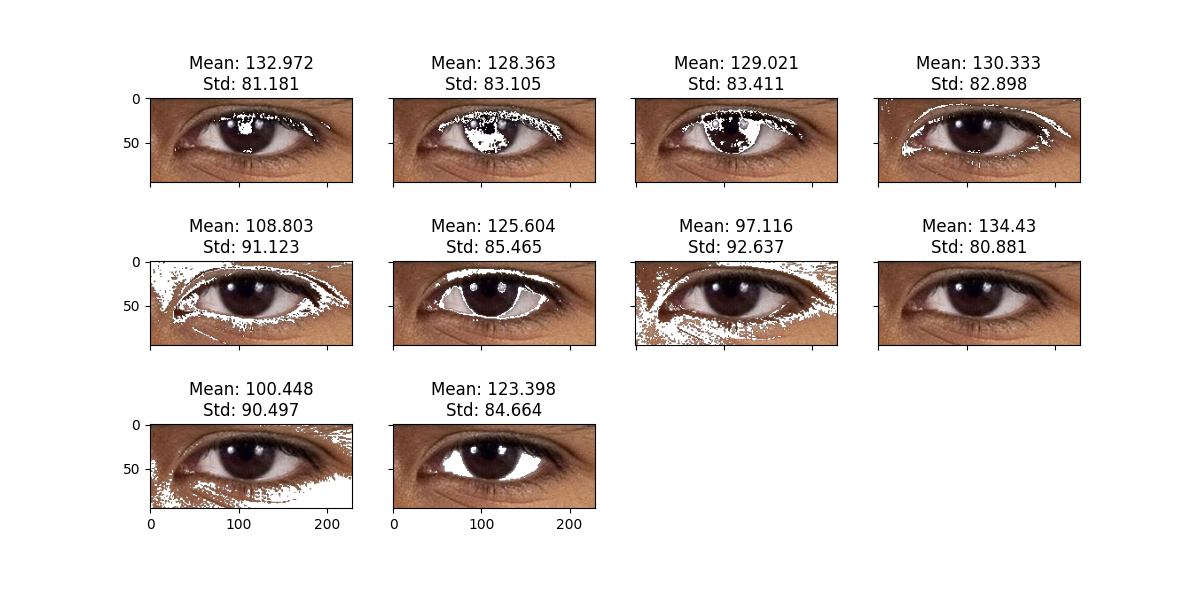 Mean: 132.972
Std: 81.181
Mean: 128.363
Std: 83.105
Mean: 129.021
Std: 83.411
Mean: 130.333
Std: 82.898
0
50
Mean: 108.803
Std: 91.123
Mean: 125.604
Std: 85.465
Mean: 97.116
Std: 92.637
Mean: 134.43
Std: 80.881
0
50
Mean: 100.448
Std: 90.497
Mean: 123.398
Std: 84.664
0
50
0 100 200
0 100 200